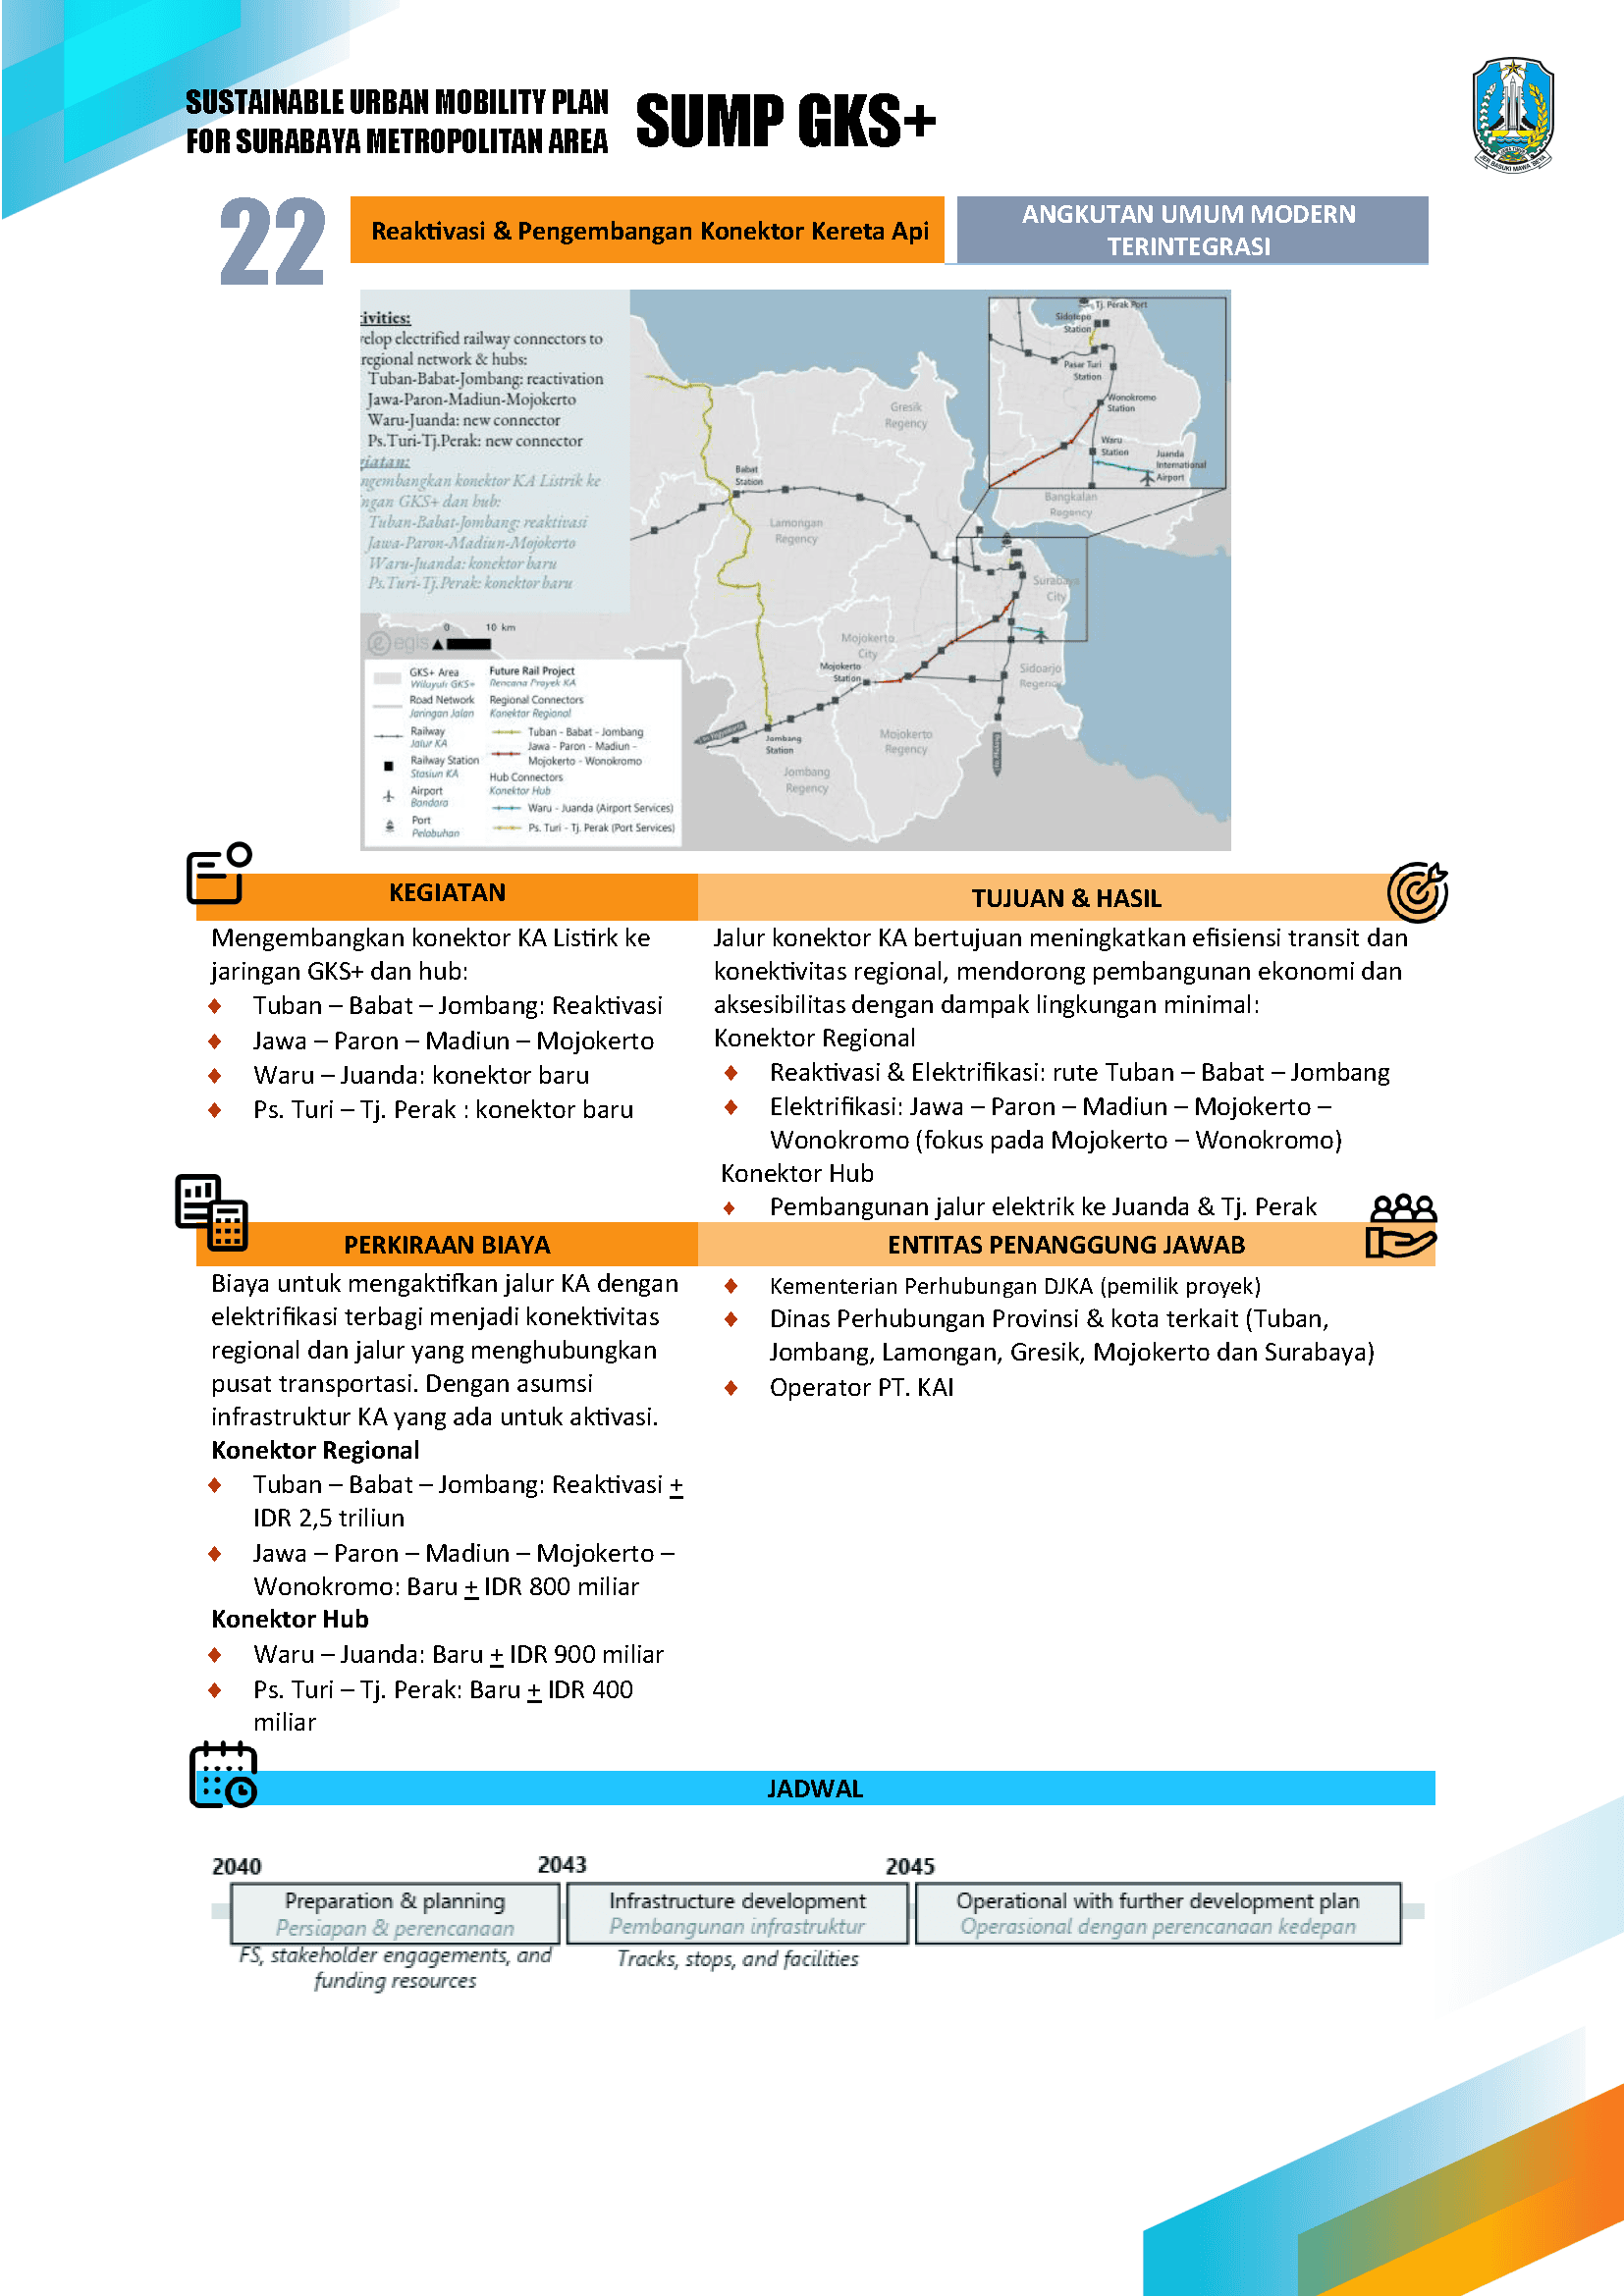 SUSTAINABLE URBAN MOBILITY PLAN
FOR SURABAYA METROPOLITAN AREA
SUMP GKS+
JAWA TIMUR
JER BASUKI MAWA BEYA
22
Reaktivasi & Pengembangan Konektor Kereta Api
ANGKUTAN UMUM MODERN
TERINTEGRASI
ivities:
elop electrified railway connectors to
regional network & hubs:
Tuban-Babat-Jombang: reactivation
Jawa-Paron-Madiun-Mojokerto
Waru-Juanda: new connector
Ps.Turi-Tj.Perak: new connector
giatan:
ngembangkan konektor KA Listrik ke
ngan GKS+ dan hub:
Tuban-Babat-Jombang: reaktivasi
Jawa-Paron-Madiun-Mojokerto
Waru-Juanda: konektor baru
Ps.Turi-Tj.Perak: konektor baru
egis
0 10 km
GKS+ Area
Wilayah GKS+
Road Network
Jaringan Jalan
Railway
Jalur KA
Railway Station
Stasiun KA
Airport
Bandara
Port
Pelabuhan
Future Rail Project
Rencana Proyek KA
Regional Connectors
Konektor Regional
Tuban - Babat - Jombang
Jawa - Paron - Madiun -
Mojokerto - Wonokromo
Hub Connectors
Konektor Hub
Waru - Juanda (Airport Services)
Ps. Turi - Tj. Perak (Port Services)
Gresik
Regency
Babat
Station
Lamongan
Regency
Bangkalan
Regency
Surabaya
City
Mojokerto
City
Mojokerto
Station
Sidoarjo
Regency
Mojokerto
Regency
Jombang
Station
Jombang
Regency
Tj. Perak Port
Sidotopo
Station
Pasar Turi
Station
Wonokromo
Station
Waru
Station
Juanda
International
Airport
KEGIATAN
Mengembangkan konektor KA Listirk ke
jaringan GKS+ dan hub:
♦ Tuban – Babat – Jombang: Reaktivasi
♦ Jawa – Paron – Madiun – Mojokerto
♦ Waru – Juanda: konektor baru
♦ Ps. Turi – Tj. Perak : konektor baru
TUJUAN & HASIL
Jalur konektor KA bertujuan meningkatkan efisiensi transit dan
konektivitas regional, mendorong pembangunan ekonomi dan
aksesibilitas dengan dampak lingkungan minimal:
Konektor Regional
♦ Reaktivasi & Elektrifikasi: rute Tuban – Babat – Jombang
♦ Elektrifikasi: Jawa – Paron – Madiun – Mojokerto –
Wonokromo (fokus pada Mojokerto – Wonokromo)
Konektor Hub
♦ Pembangunan jalur elektrik ke Juanda & Tj. Perak
PERKIRAAN BIAYA
Biaya untuk mengaktifkan jalur KA dengan
elektrifikasi terbagi menjadi konektivitas
regional dan jalur yang menghubungkan
pusat transportasi. Dengan asumsi
infrastruktur KA yang ada untuk aktivasi.
Konektor Regional
♦ Tuban – Babat – Jombang: Reaktivasi ±
IDR 2,5 triliun
♦ Jawa – Paron – Madiun – Mojokerto –
Wonokromo: Baru ± IDR 800 miliar
Konektor Hub
♦ Waru – Juanda: Baru ± IDR 900 miliar
♦ Ps. Turi – Tj. Perak: Baru ± IDR 400
miliar
ENTITAS PENANGGUNG JAWAB
♦ Kementerian Perhubungan DJKA (pemilik proyek)
♦ Dinas Perhubungan Provinsi & kota terkait (Tuban,
Jombang, Lamongan, Gresik, Mojokerto dan Surabaya)
♦ Operator PT. KAI
JADWAL
2040
2043
2045
Preparation & planning
Persiapan & perencanaan
FS, stakeholder engagements, and
funding resources
Infrastructure development
Pembangunan infrastruktur
Tracks, stops, and facilities
Operational with further development plan
Operasional dengan perencanaan kedepan